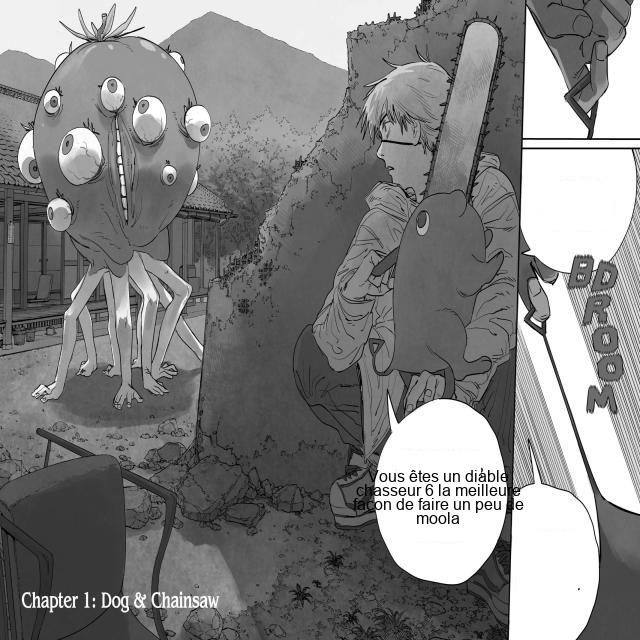 BDROOM
Vous êtes un diable
chasseur 6 la meilleure
façon de faire un peu de
moola
Chapter 1: Dog & Chainsaw